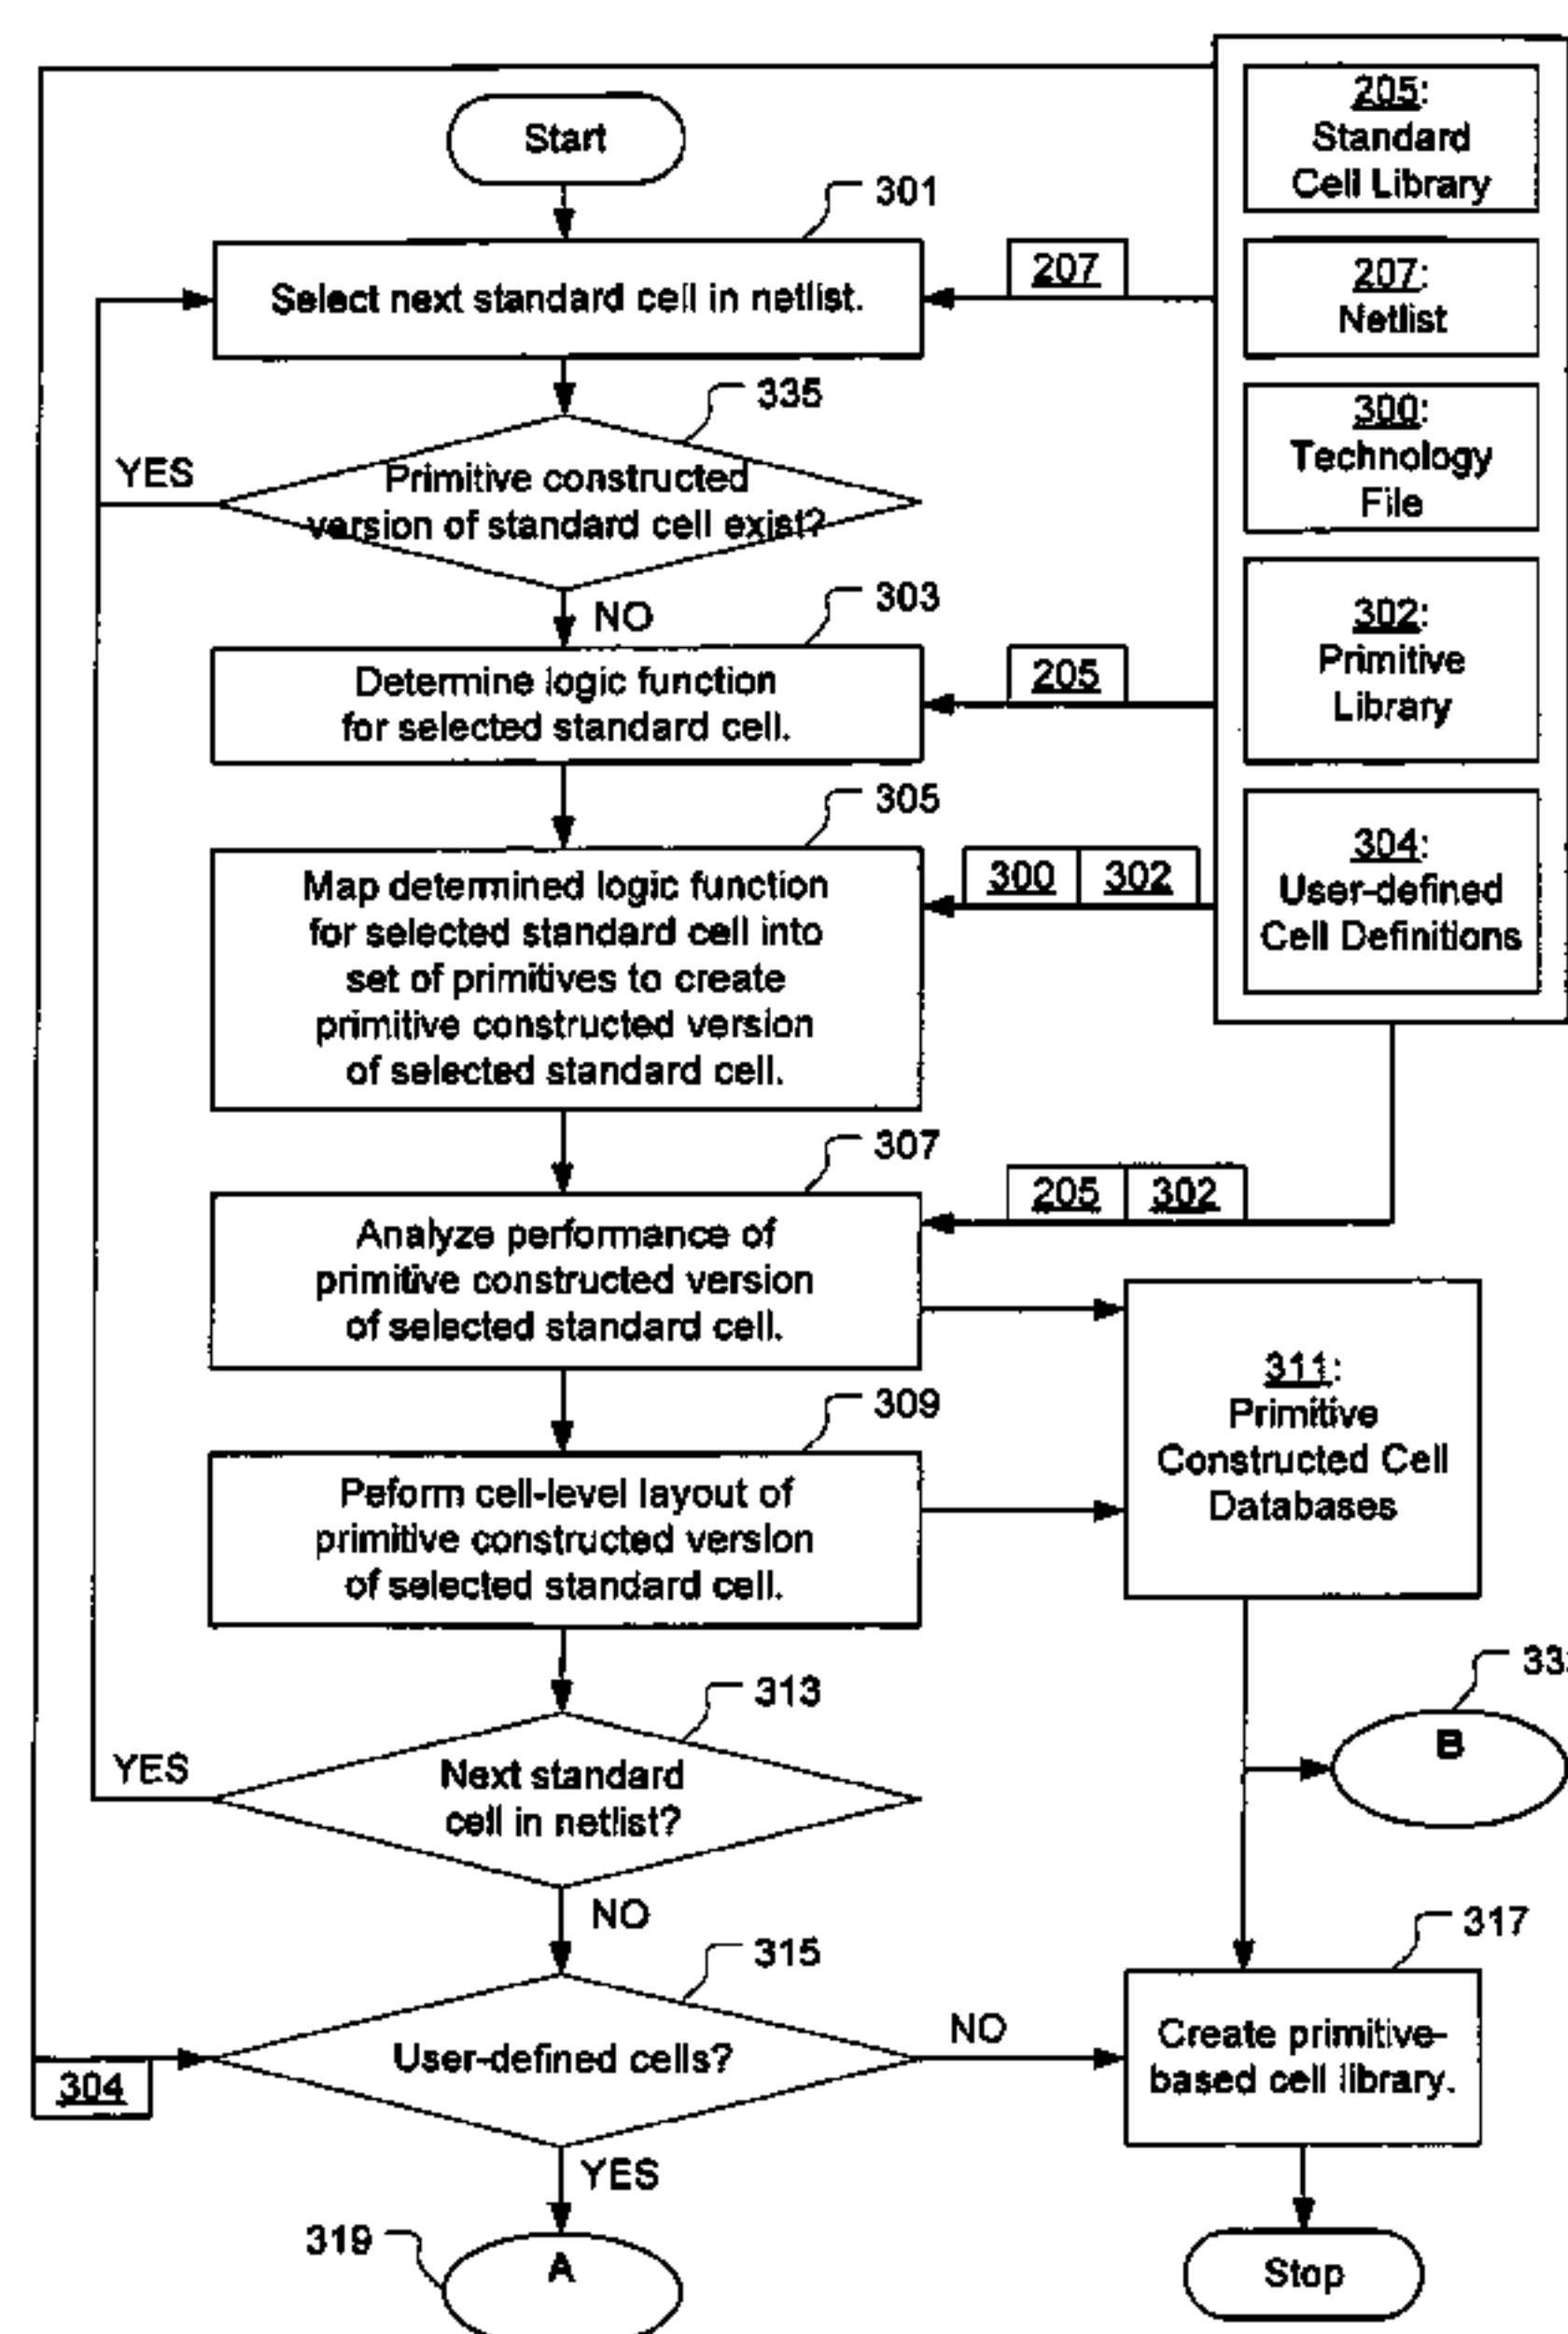 Start
301
Select next standard cell in netlist.
207
335
Primitive constructed
version of standard cell exist?
YES
NO
303
Determine logic function
for selected standard cell.
205
305
Map determined logic function
for selected standard cell into
set of primitives to create
primitive constructed version
of selected standard cell.
300 302
307
Analyze performance of
primitive constructed version
of selected standard cell.
205 302
309
Peform cell-level layout of
primitive constructed version
of selected standard cell.
313
Next standard
cell in netlist?
YES
NO
315
User-defined cells?
304
NO
YES
319
A
205:
Standard
Cell Library
207:
Netlist
300:
Technology
File
302:
Primitive
Library
304:
User-defined
Cell Definitions
311:
Primitive
Constructed Cell
Databases
B
317
Create primitive-
based cell library.
Stop